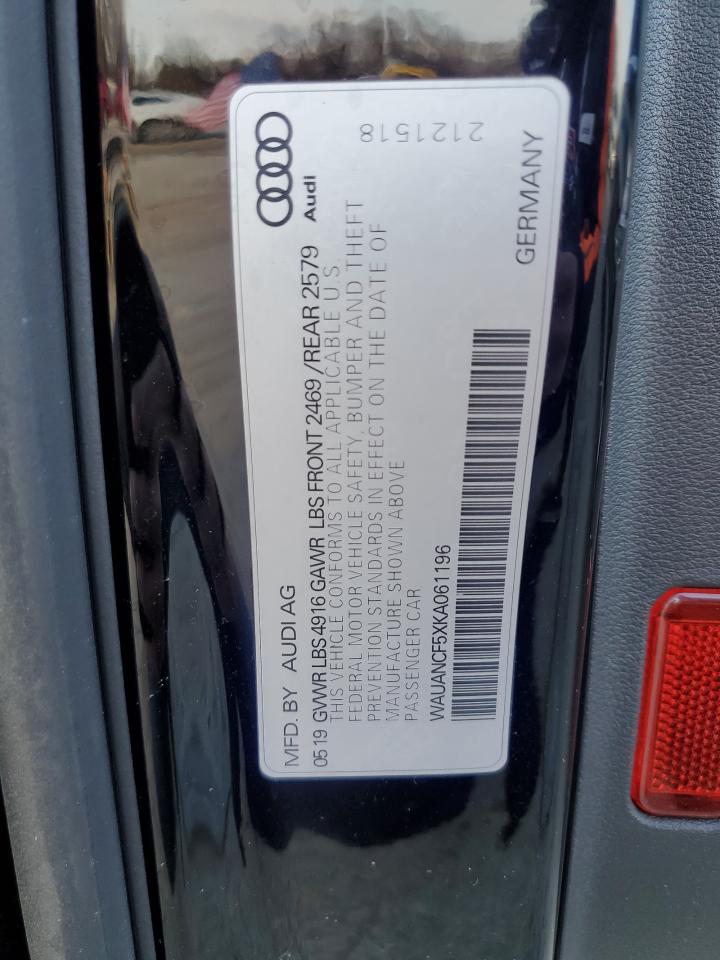 MFD. BY AUDI AG
Audi
0519 GVWR LBS 4916 GAWR LBS FRONT 2469 /REAR 2579
THIS VEHICLE CONFORMS TO ALL APPLICABLE U.S.
FEDERAL MOTOR VEHICLE SAFETY, BUMPER AND THEFT
PREVENTION STANDARDS IN EFFECT ON THE DATE OF
MANUFACTURE SHOWN ABOVE
PASSENGER CAR
2121518
WAUANCF5XKA061196
GERMANY